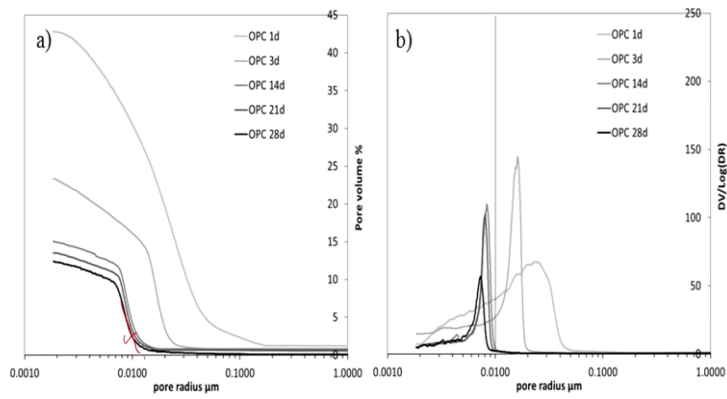 a)
OPC 1d
OPC 3d
OPC 14d
OPC 21d
OPC 28d
45
40
35
30
25
20
15
10
5
0
Pore volume %
0.0010
0.0100
0.1000
1.0000
pore radius µm
b)
OPC 1d
OPC 3d
OPC 14d
OPC 21d
OPC 28d
250
200
150
100
50
0
DV/Log(DR)
0.0010
0.0100
0.1000
1.0000
pore radius µm